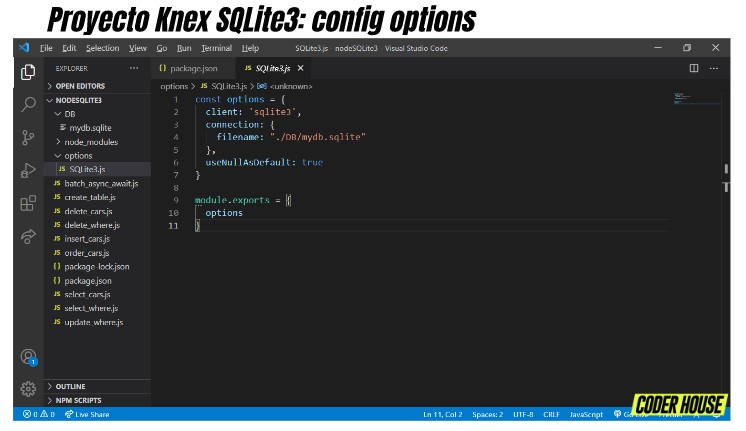 Proyecto Knex SQLite3: config options
File Edit Selection View Go Run Terminal Help SQLite3.js - nodeSQLite3 - Visual Studio Code
EXPLORER ··· {} package.json JS SQLite3.js ×
OPEN EDITORS options > JS SQLite3.js > <unknown>
NODESQLITE3
DB
mydb.sqlite
node_modules
options
JS SQLite3.js
JS batch_async_await.js
JS create_table.js
JS delete_cars.js
JS delete_where.js
JS insert_cars.js
JS order_cars.js
{} package-lock.json
{} package.json
JS select_cars.js
JS select_where.js
JS update_where.js
1 const options = {
2 client: 'sqlite3',
3 connection: {
4 filename: "./DB/mydb.sqlite"
5 },
6 useNullAsDefault: true
7 }
8
9 module.exports = {
10 options
11 }
1
OUTLINE
NPM SCRIPTS
CODER HOUSE
0 0 Live Share Ln 11, Col 2 Spaces: 2 UTF-8 CRLF JavaScript